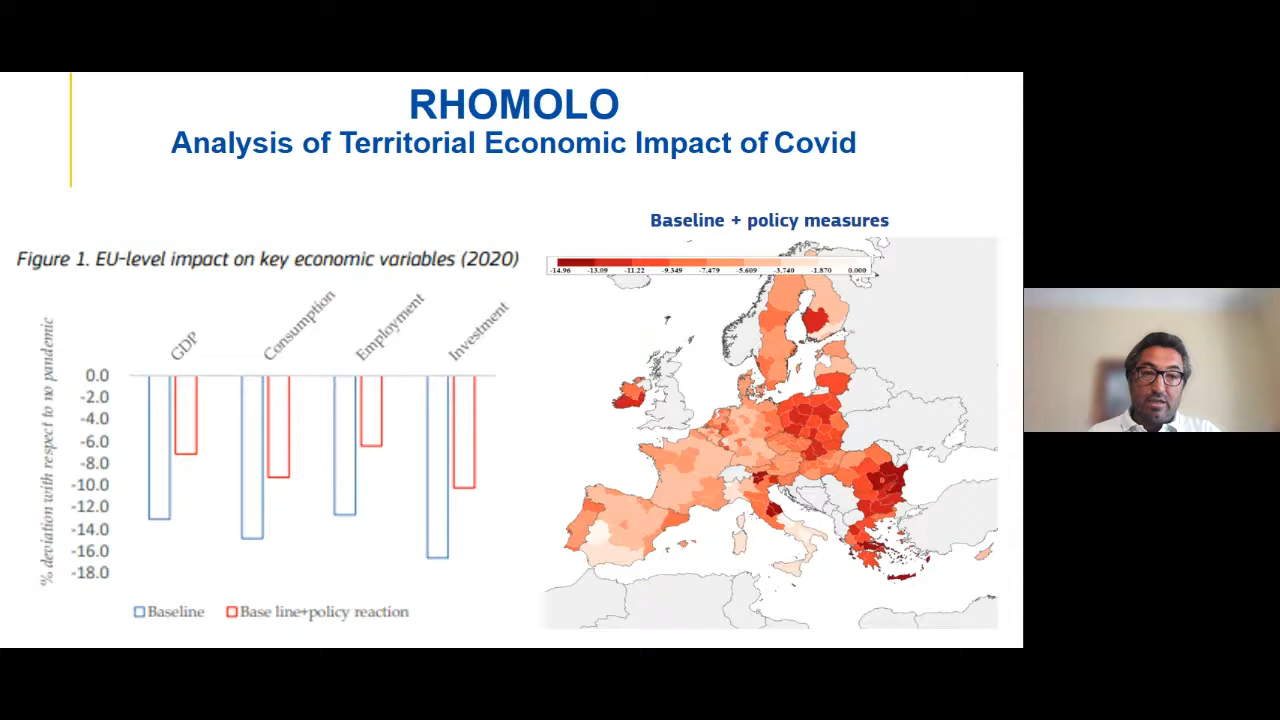 RHOMOLO
Analysis of Territorial Economic Impact of Covid
Baseline + policy measures
Figure 1. EU-level impact on key economic variables (2020)
-14.96 -13.09 -11.22 -9.349 -7.479 -5.609 -3.740 -1.870 0.000
GDP Consumption Employment Investment
% deviation with respect to no pandemic
0.0
-2.0
-4.0
-6.0
-8.0
-10.0
-12.0
-14.0
-16.0
-18.0
Baseline Base line+policy reaction